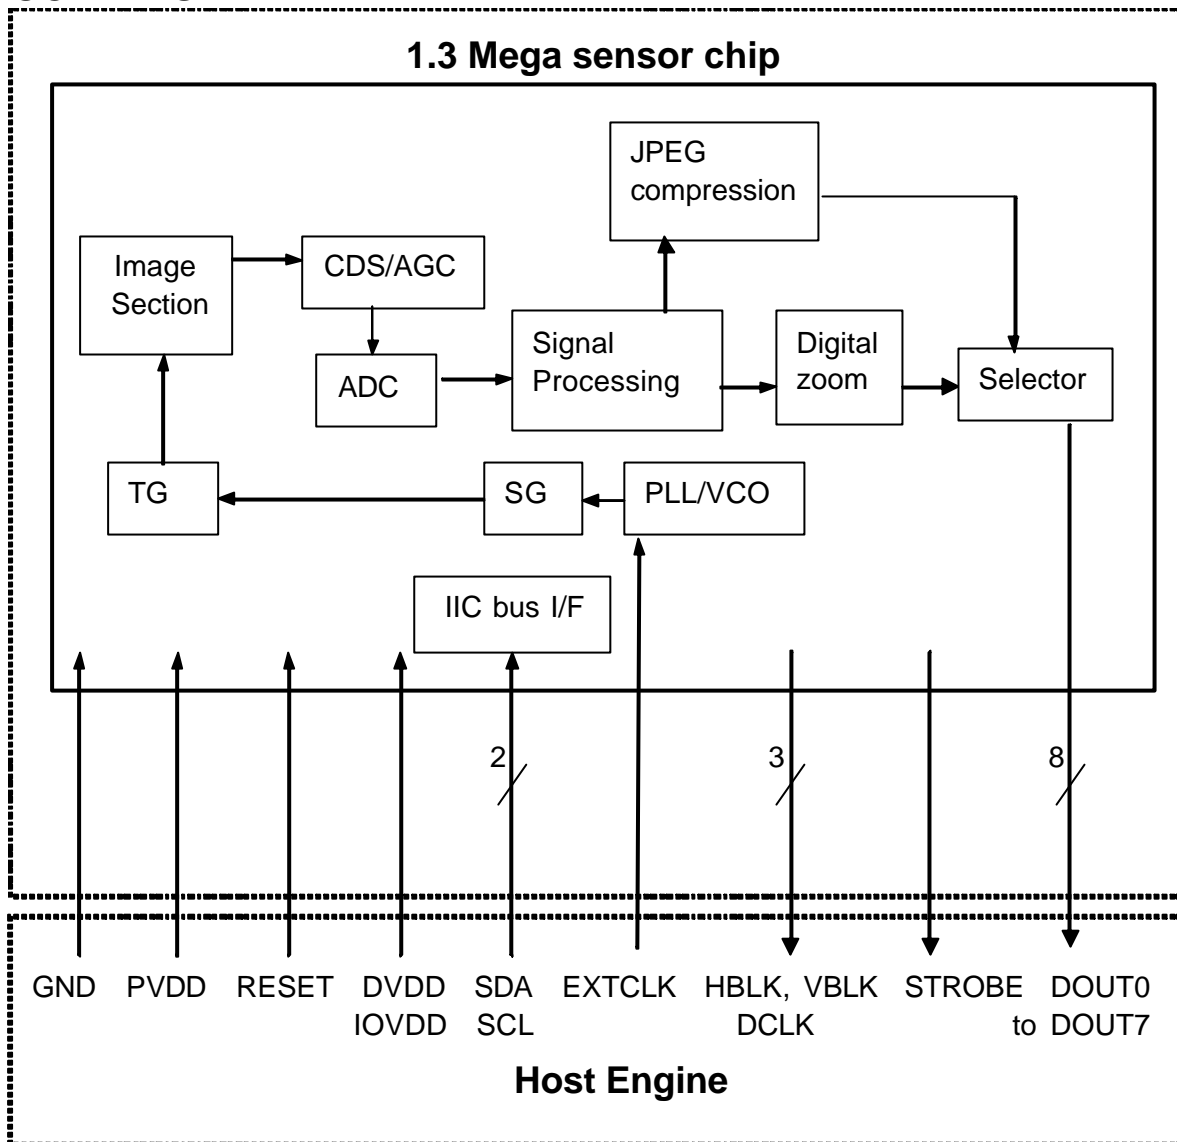 1.3 Mega sensor chip
JPEG
compression
Image
Section
CDS/AGC
ADC
Signal
Processing
Digital
zoom
Selector
TG
SG
PLL/VCO
IIC bus I/F
2
3
8
GND PVDD RESET DVDD SDA EXTCLK HBLK, VBLK STROBE DOUT0
IOVDD SCL DCLK to DOUT7
Host Engine